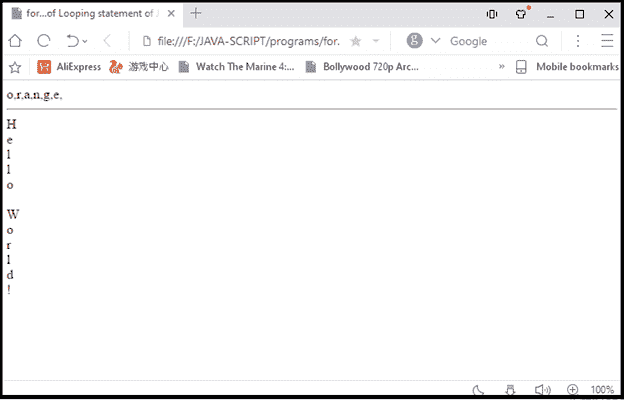 for...of Looping statement of J
file:///F:/JAVA-SCRIPT/programs/for.
g
Google
AliExpress
游戏中心
Watch The Marine 4:...
Bollywood 720p Arc...
»
Mobile bookmarks
o,r,a,n,g,e,
H
e
l
l
o
W
o
r
l
d
!
100%